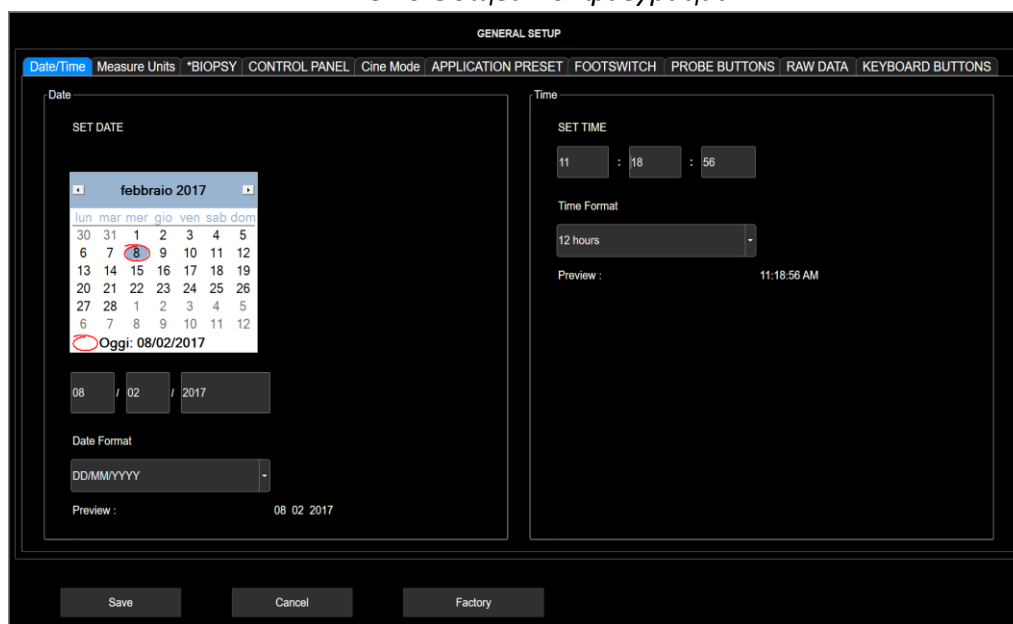 GENERAL SETUP
Date/Time Measure Units *BIOPSY CONTROL PANEL Cine Mode APPLICATION PRESET FOOTSWITCH PROBE BUTTONS RAW DATA KEYBOARD BUTTONS
Date
SET DATE
febbraio 2017
lun mar mer gio ven sab dom
30 31 1 2 3 4 5
6 7 8 9 10 11 12
13 14 15 16 17 18 19
20 21 22 23 24 25 26
27 28 1 2 3 4 5
6 7 8 9 10 11 12
Oggi: 08/02/2017
08 / 02 / 2017
Date Format
DD/MM/YYYY
Preview : 08 02 2017
Time
SET TIME
11 : 18 : 56
Time Format
12 hours
Preview : 11:18:56 AM
Save Cancel Factory